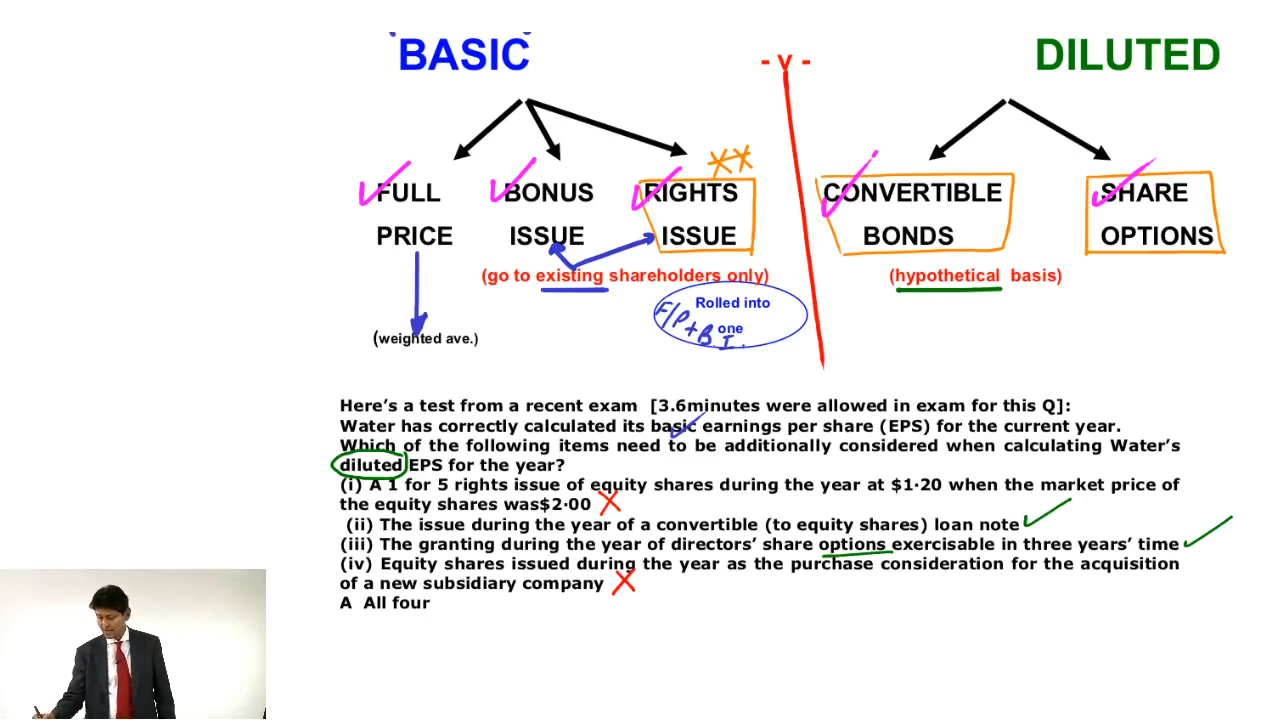 BASIC
- v -
DILUTED
FULL PRICE
BONUS ISSUE
RIGHTS ISSUE
CONVERTIBLE BONDS
SHARE OPTIONS
(go to existing shareholders only)
(hypothetical basis)
(weighted ave.)
Rolled into
one
F/P + B I.
Here's a test from a recent exam [3.6minutes were allowed in exam for this Q]:
Water has correctly calculated its basic earnings per share (EPS) for the current year.
Which of the following items need to be additionally considered when calculating Water's
diluted EPS for the year?
(i) A 1 for 5 rights issue of equity shares during the year at $1·20 when the market price of
the equity shares was$2·00
(ii) The issue during the year of a convertible (to equity shares) loan note
(iii) The granting during the year of directors' share options exercisable in three years' time
(iv) Equity shares issued during the year as the purchase consideration for the acquisition
of a new subsidiary company
A All four